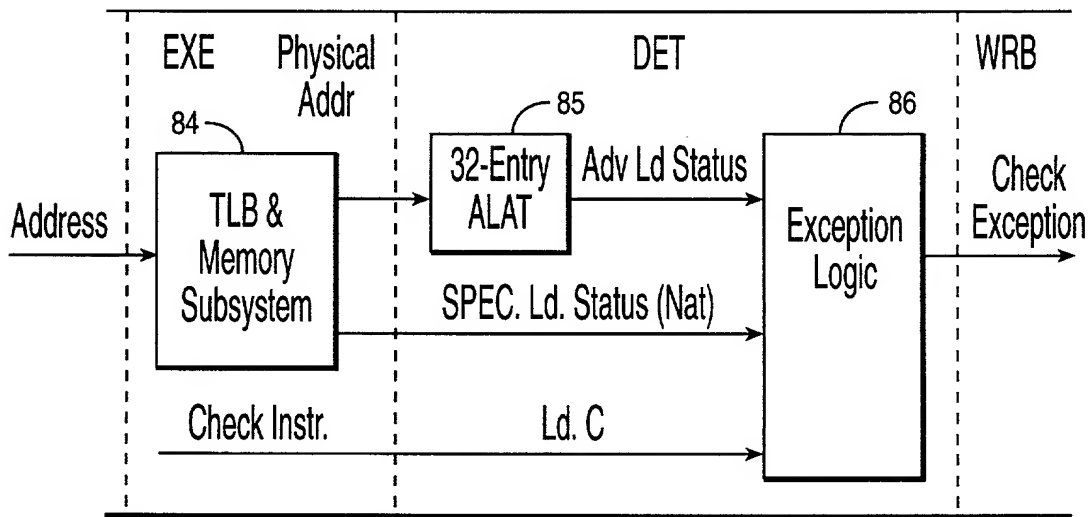 EXE
Physical
Addr
DET
WRB
84
85
86
Address
TLB &
Memory
Subsystem
32-Entry
ALAT
Adv Ld Status
Exception
Logic
Check
Exception
SPEC. Ld. Status (Nat)
Check Instr.
Ld. C